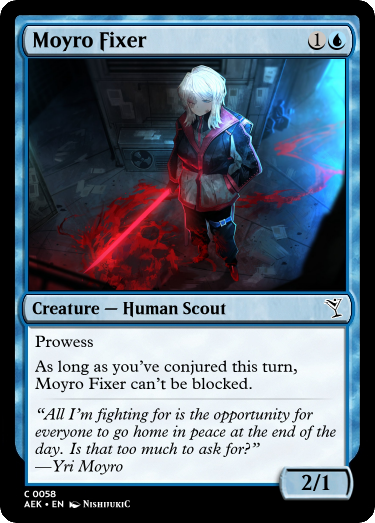 Moyro Fixer 1
Creature — Human Scout
Prowess
As long as you've conjured this turn,
Moyro Fixer can't be blocked.
“All I'm fighting for is the opportunity for
everyone to go home in peace at the end of the
day. Is that too much to ask for?”
—Yri Moyro
2/1
C 0058
AEK • EN NishijukiC